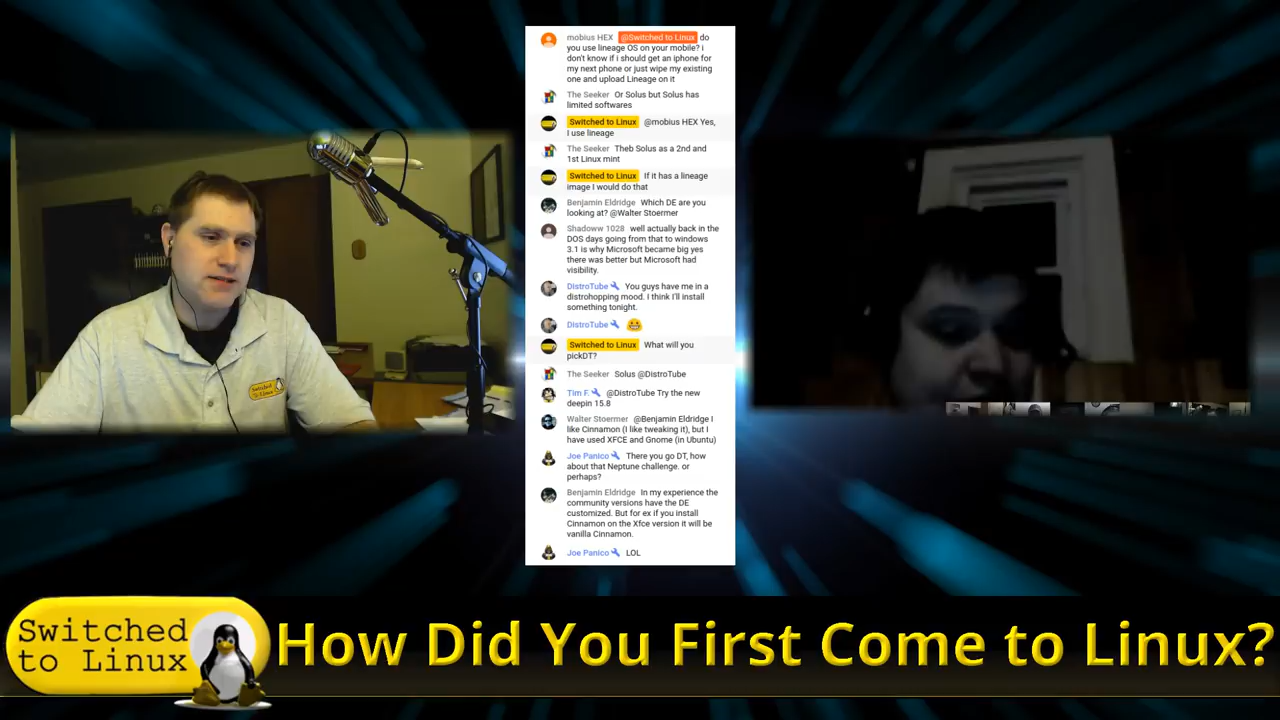 mobius HEX @Switched to Linux do
you use lineage OS on your mobile? i
don't know if i should get an iphone for
my next phone or just wipe my existing
one and upload Lineage on it
The Seeker Or Solus but Solus has
limited softwares
Switched to Linux @mobius HEX Yes,
I use lineage
The Seeker Theb Solus as a 2nd and
1st Linux mint
Switched to Linux If it has a lineage
image I would do that
Benjamin Eldridge Which DE are you
looking at? @Walter Stoermer
Shadoww 1028 well actually back in the
DOS days going from that to windows
3.1 is why Microsoft became big yes
there was better but Microsoft had
visibility.
DistroTube You guys have me in a
distrohopping mood. I think I'll install
something tonight.
DistroTube
Switched to Linux What will you
pickDT?
The Seeker Solus @DistroTube
Tim F. @DistroTube Try the new
deepin 15.8
Walter Stoermer @Benjamin Eldridge I
like Cinnamon (I like tweaking it), but I
have used XFCE and Gnome (in Ubuntu)
Joe Panico There you go DT, how
about that Neptune challenge. or
perhaps?
Benjamin Eldridge In my experience the
community versions have the DE
customized. But for ex if you install
Cinnamon on the Xfce version it will be
vanilla Cinnamon.
Joe Panico LOL
Switched
to Linux
Switched
to Linux
How Did You First Come to Linux?